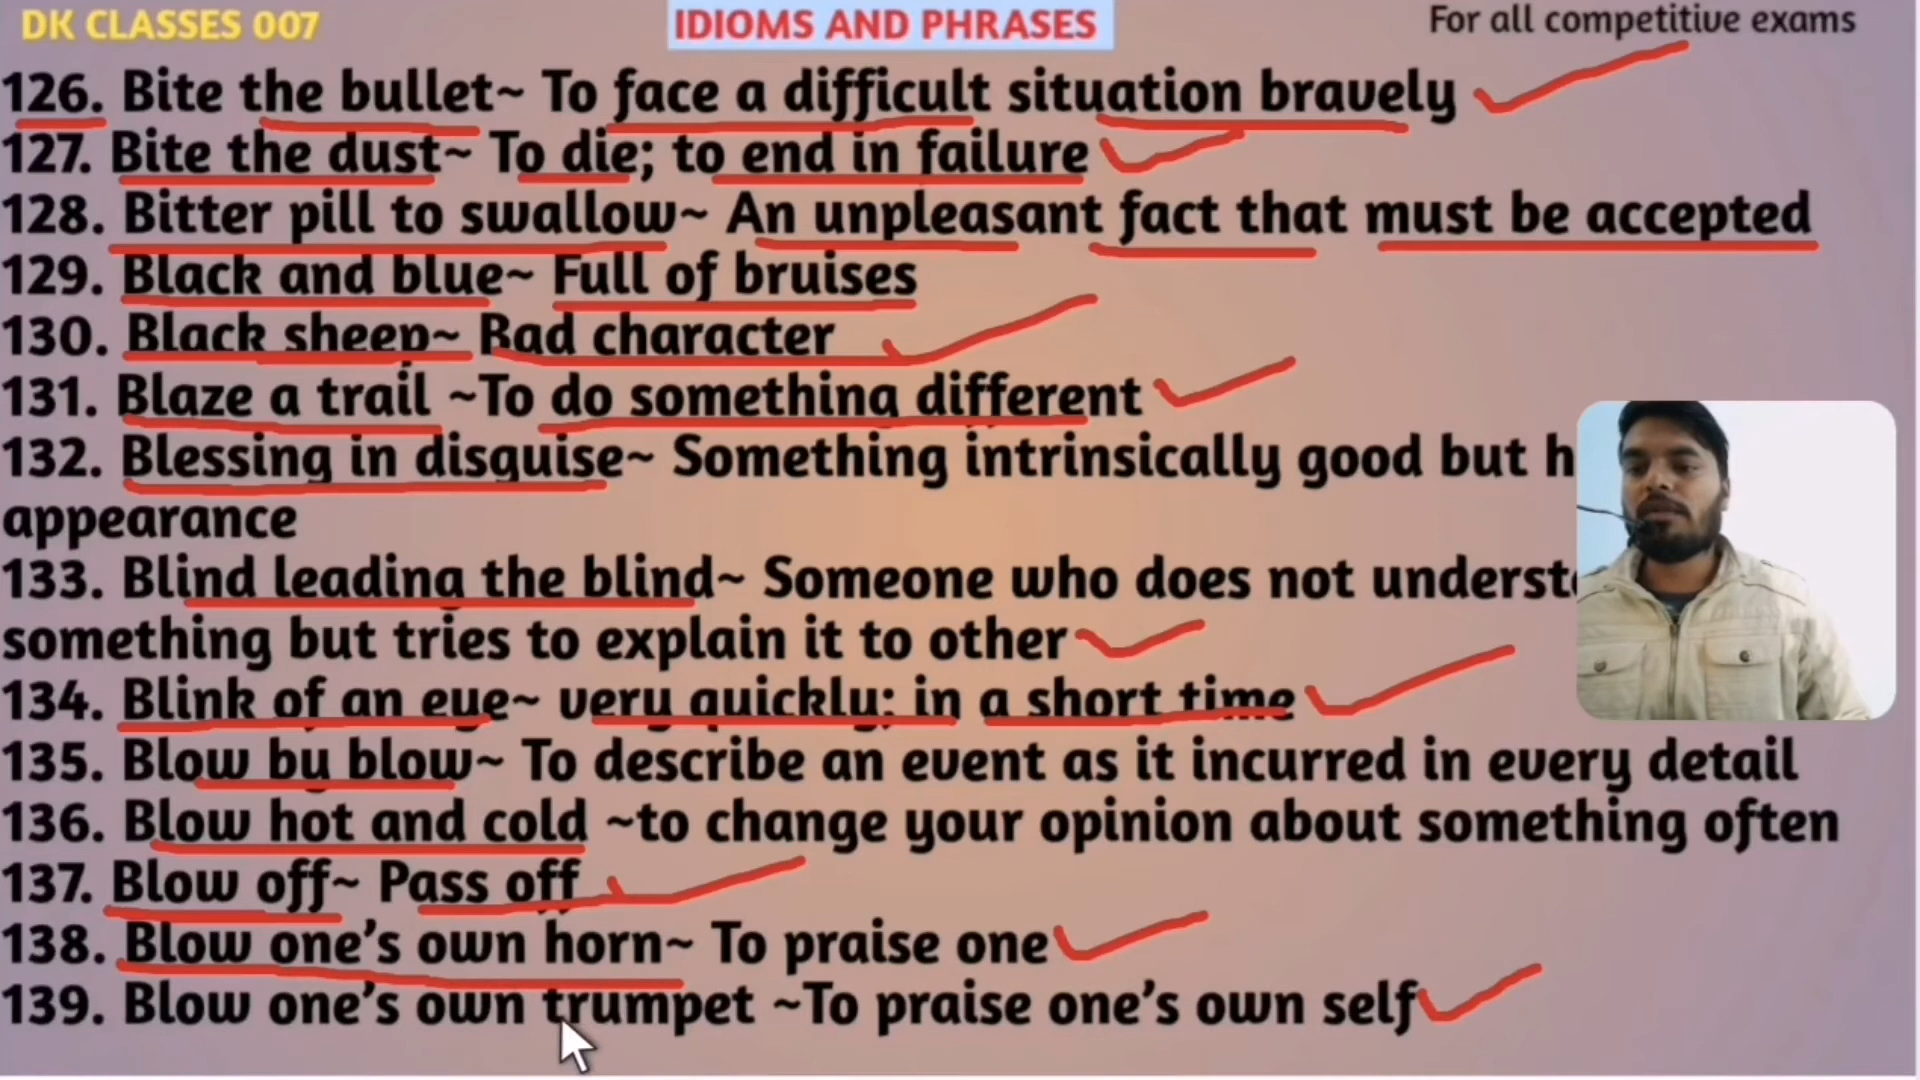 DK CLASSES 007
IDIOMS AND PHRASES
For all competitive exams
126. Bite the bullet~ To face a difficult situation bravely
127. Bite the dust~ To die; to end in failure
128. Bitter pill to swallow~ An unpleasant fact that must be accepted
129. Black and blue~ Full of bruises
130. Black sheep~ Bad character
131. Blaze a trail ~To do something different
132. Blessing in disguise~ Something intrinsically good but
appearance
133. Blind leading the blind~ Someone who does not
something but tries to explain it to other
134. Blink of an eye~ very quickly; in a short time
135. Blow by blow~ To describe an event as it incurred in every detail
136. Blow hot and cold ~to change your opinion about something often
137. Blow off~ Pass off
138. Blow one’s own horn~ To praise one
139. Blow one’s own trumpet ~To praise one’s own self